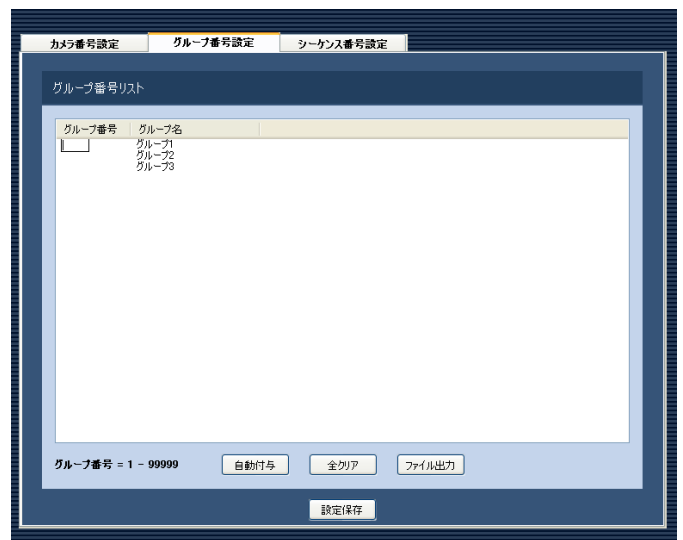 カメラ番号設定 グループ番号設定 シーケンス番号設定
グループ番号リスト
グループ番号 グループ名
グループ1
グループ2
グループ3
グループ番号 = 1 - 99999 自動付与 全クリア ファイル出力
設定保存